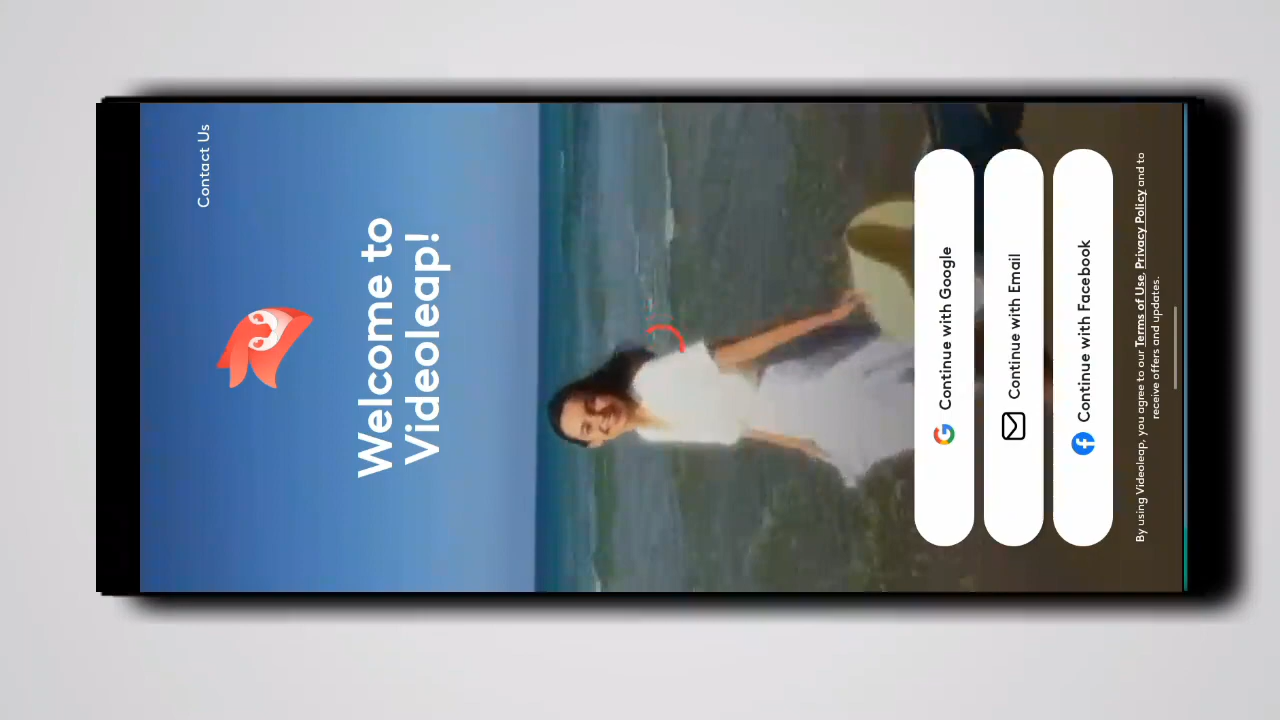 Contact Us
Welcome to
Videoleap!
Continue with Google
Continue with Email
Continue with Facebook
By using Videoleap, you agree to our Terms of Use, Privacy Policy and to
receive offers and updates.